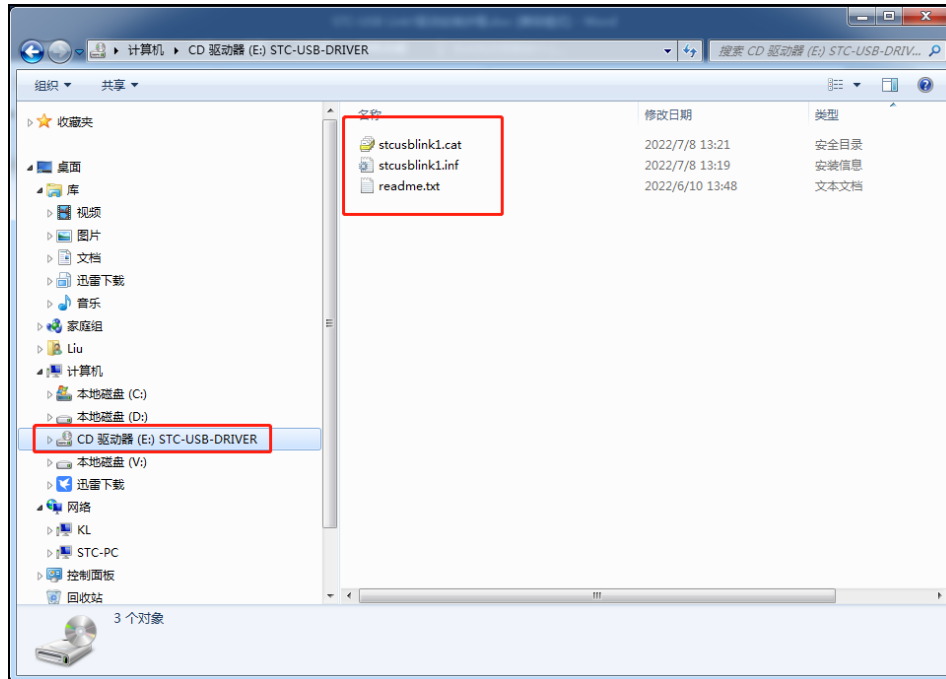 计算机 ▸ CD 驱动器 (E:) STC-USB-DRIVER
搜索 CD 驱动器 (E:) STC-USB-DRIV...
组织 共享
收藏夹
桌面
库
视频
图片
文档
迅雷下载
音乐
家庭组
Liu
计算机
本地磁盘 (C:)
本地磁盘 (D:)
CD 驱动器 (E:) STC-USB-DRIVER
本地磁盘 (V:)
迅雷下载
网络
KL
STC-PC
控制面板
回收站
名称 修改日期 类型
stcusblink1.cat 2022/7/8 13:21 安全目录
stcusblink1.inf 2022/7/8 13:19 安装信息
readme.txt 2022/6/10 13:48 文本文档
3 个对象